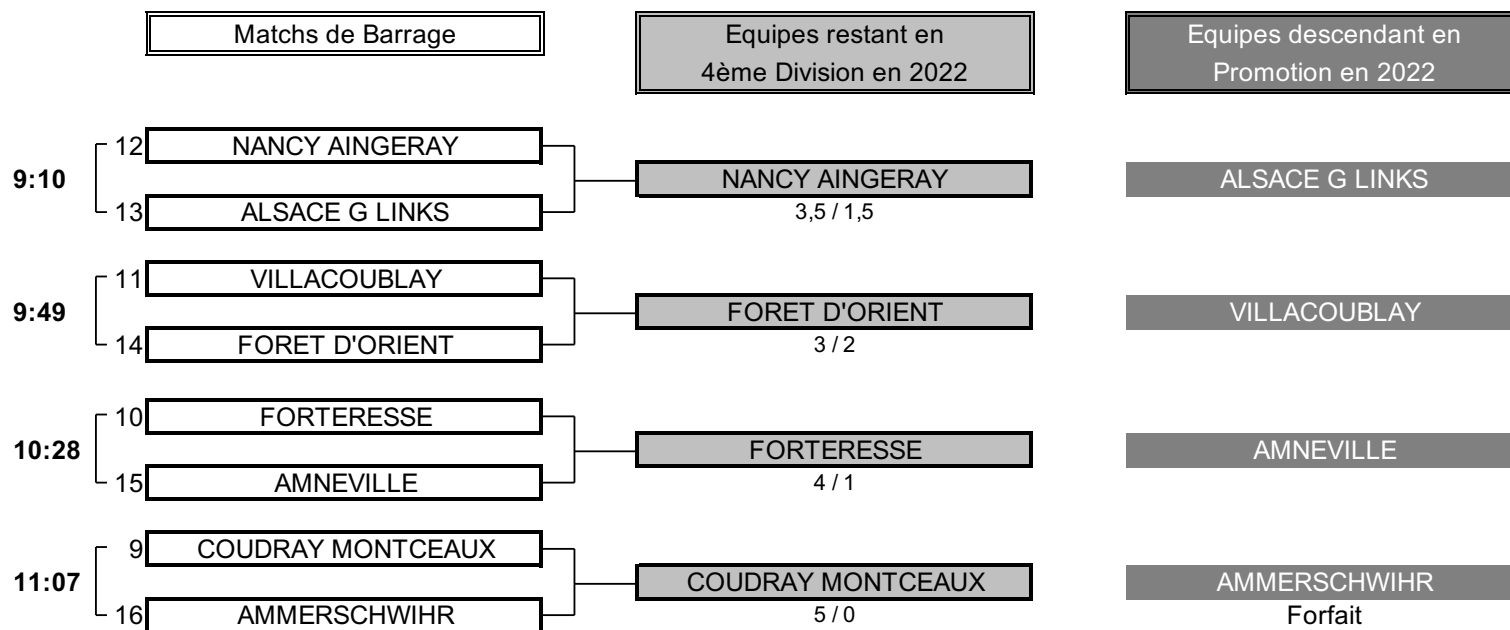 Matchs de Barrage
Equipes restant en
4ème Division en 2022
Equipes descendant en
Promotion en 2022
9:10
12 NANCY AINGERAY
13 ALSACE G LINKS
NANCY AINGERAY
3,5 / 1,5
ALSACE G LINKS
9:49
11 VILLACOUBLAY
14 FORET D'ORIENT
FORET D'ORIENT
3 / 2
VILLACOUBLAY
10:28
10 FORTERESSE
15 AMNEVILLE
FORTERESSE
4 / 1
AMNEVILLE
11:07
9 COUDRAY MONTCEAUX
16 AMMERSCHWIHR
COUDRAY MONTCEAUX
5 / 0
AMMERSCHWIHR
Forfait